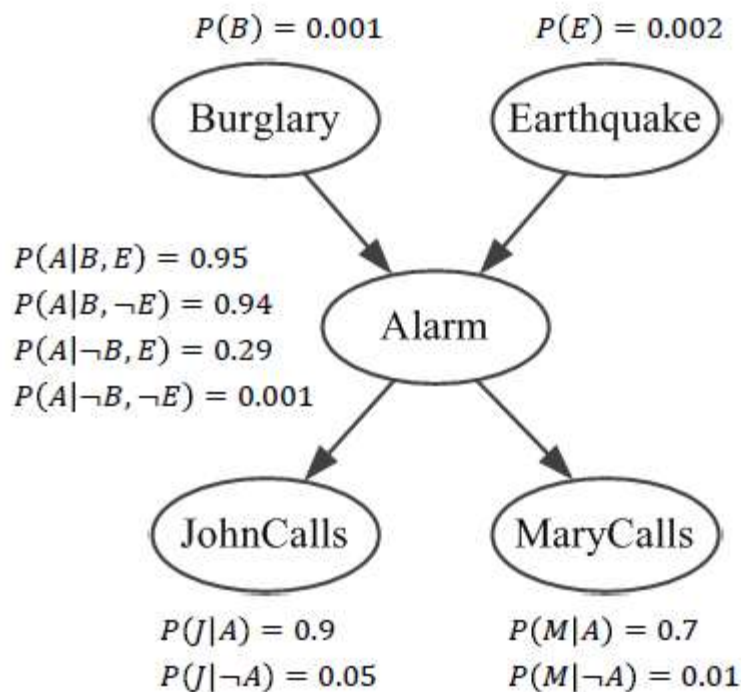 P(B) = 0.001
P(E) = 0.002
Burglary
Earthquake
P(A|B, E) = 0.95
P(A|B, ¬E) = 0.94
P(A|¬B, E) = 0.29
P(A|¬B, ¬E) = 0.001
Alarm
JohnCalls
MaryCalls
P(J|A) = 0.9
P(J|¬A) = 0.05
P(M|A) = 0.7
P(M|¬A) = 0.01